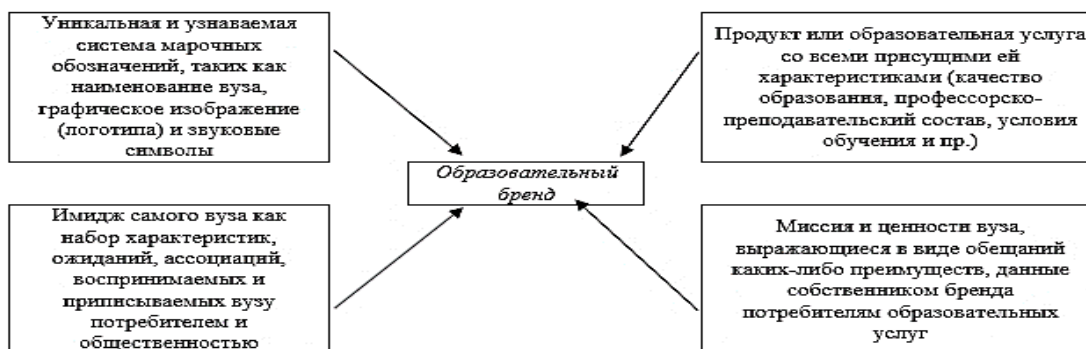 Уникальная и узнаваемая
система марочных
обозначений, таких как
наименование вуза,
графическое изображение
(логотипа) и звуковые
символы
Продукт или образовательная услуга
со всеми присущими ей
характеристиками (качество
образования, профессорско-
преподавательский состав, условия
обучения и пр.)
Образовательный
бренд
Имидж самого вуза как
набор характеристик,
ожиданий, ассоциаций,
воспринимаемых и
приписываемых вузу
потребителем и
общественностью
Миссия и ценности вуза,
выражающиеся в виде обещаний
каких-либо преимуществ, данные
собственником бренда
потребителям образовательных
услуг